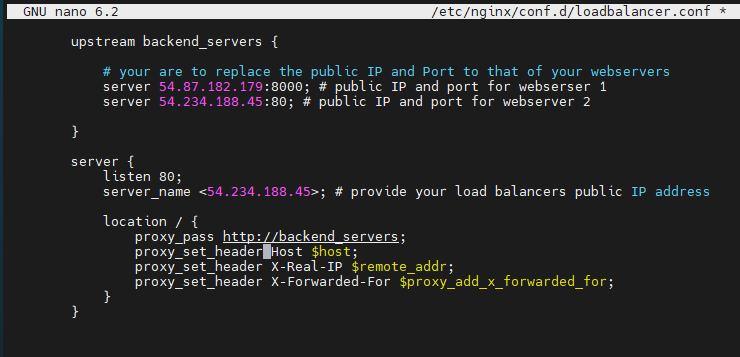 GNU nano 6.2 /etc/nginx/conf.d/loadbalancer.conf *
upstream backend_servers {
# your are to replace the public IP and Port to that of your webservers
server 54.87.182.179:8000; # public IP and port for webserser 1
server 54.234.188.45:80; # public IP and port for webserver 2
}
server {
listen 80;
server_name <54.234.188.45>; # provide your load balancers public IP address
location / {
proxy_pass http://backend_servers;
proxy_set_header Host $host;
proxy_set_header X-Real-IP $remote_addr;
proxy_set_header X-Forwarded-For $proxy_add_x_forwarded_for;
}
}